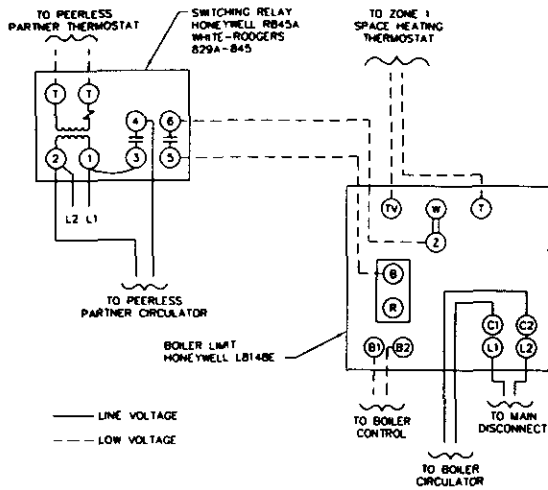 TO PEERLESS
PARTNER THERMOSTAT
SWITCHING RELAY
HONEYWELL R845A
WHITE-RODGERS
829A-845
TO ZONE 1
SPACE HEATING
THERMOSTAT
T
T
4
6
2
1
3
5
L2
L1
TO PEERLESS
PARTNER CIRCULATOR
TV
W
T
Z
B
R
BOILER LIMIT
HONEYWELL L8148E
B1
B2
C1
C2
L1
L2
TO BOILER
CONTROL
TO MAIN
DISCONNECT
TO BOILER
CIRCULATOR
LINE VOLTAGE
LOW VOLTAGE